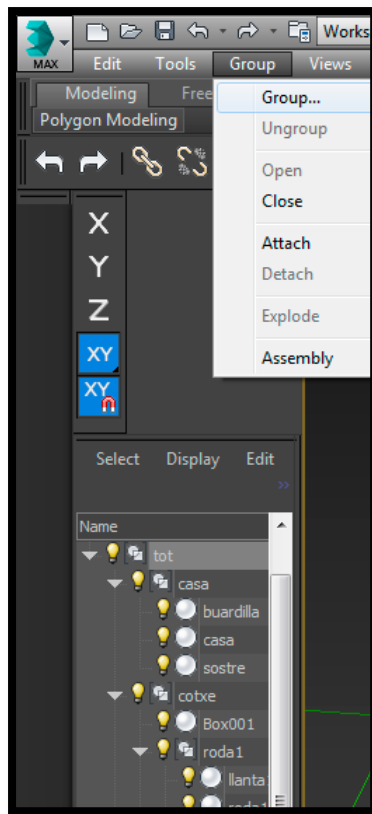 Works
MAX Edit Tools Group Views
Modeling Free
Polygon Modeling
Group...
Ungroup
Open
Close
Attach
Detach
Explode
Assembly
X
Y
Z
XY
XY
Select Display Edit
»
Name
tot
casa
buardilla
casa
sostre
cotxe
Box001
roda1
llanta